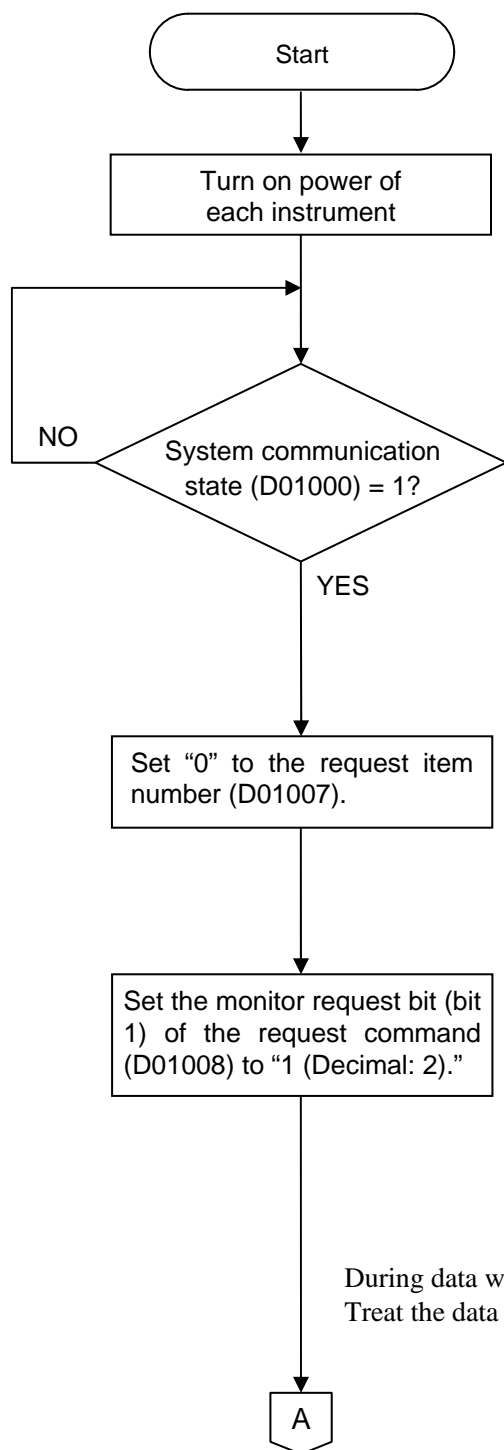 Start
Turn on power of
each instrument
NO
System communication
state (D01000) = 1?
YES
Set “0” to the request item
number (D01007).
Set the monitor request bit (bit
1) of the request command
(D01008) to “1 (Decimal: 2).”
During data
Treat the data
A